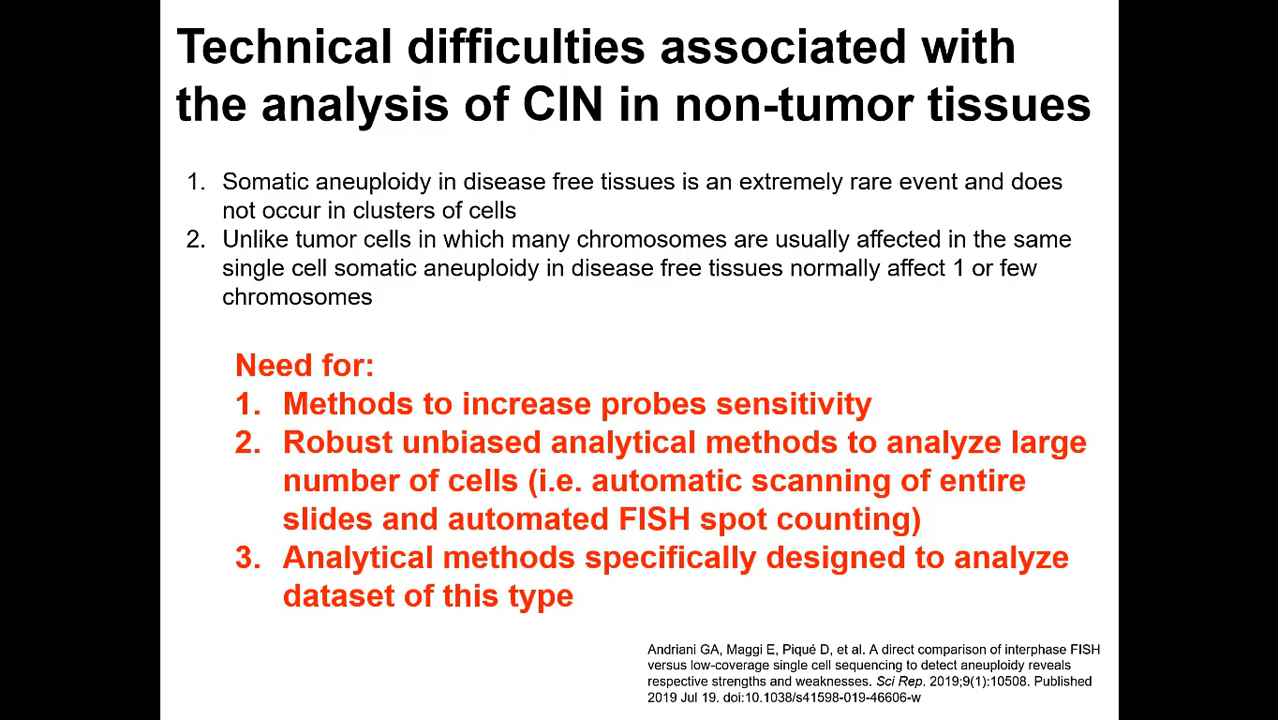 Technical difficulties associated with
the analysis of CIN in non-tumor tissues
1. Somatic aneuploidy in disease free tissues is an extremely rare event and does
not occur in clusters of cells
2. Unlike tumor cells in which many chromosomes are usually affected in the same
single cell somatic aneuploidy in disease free tissues normally affect 1 or few
chromosomes
Need for:
1. Methods to increase probes sensitivity
2. Robust unbiased analytical methods to analyze large
number of cells (i.e. automatic scanning of entire
slides and automated FISH spot counting)
3. Analytical methods specifically designed to analyze
dataset of this type
Andriani GA, Maggi E, Piqué D, et al. A direct comparison of interphase FISH
versus low-coverage single cell sequencing to detect aneuploidy reveals
respective strengths and weaknesses. Sci Rep. 2019;9(1):10508. Published
2019 Jul 19. doi:10.1038/s41598-019-46606-w